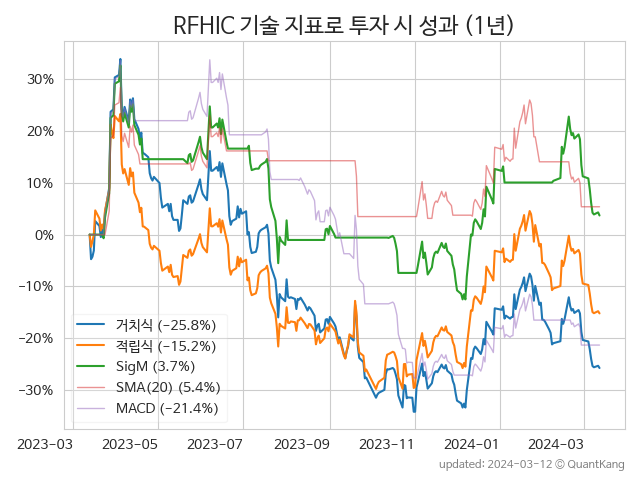 RFHIC 기술 지표로 투자 시 성과 (1년)
30%
20%
10%
0%
−10%
−20%
−30%
거치식 (−25.8%)
적립식 (−15.2%)
SigM (3.7%)
SMA(20) (5.4%)
MACD (−21.4%)
2023-03 2023-05 2023-07 2023-09 2023-11 2024-01 2024-03
updated: 2024-03-12 © QuantKang